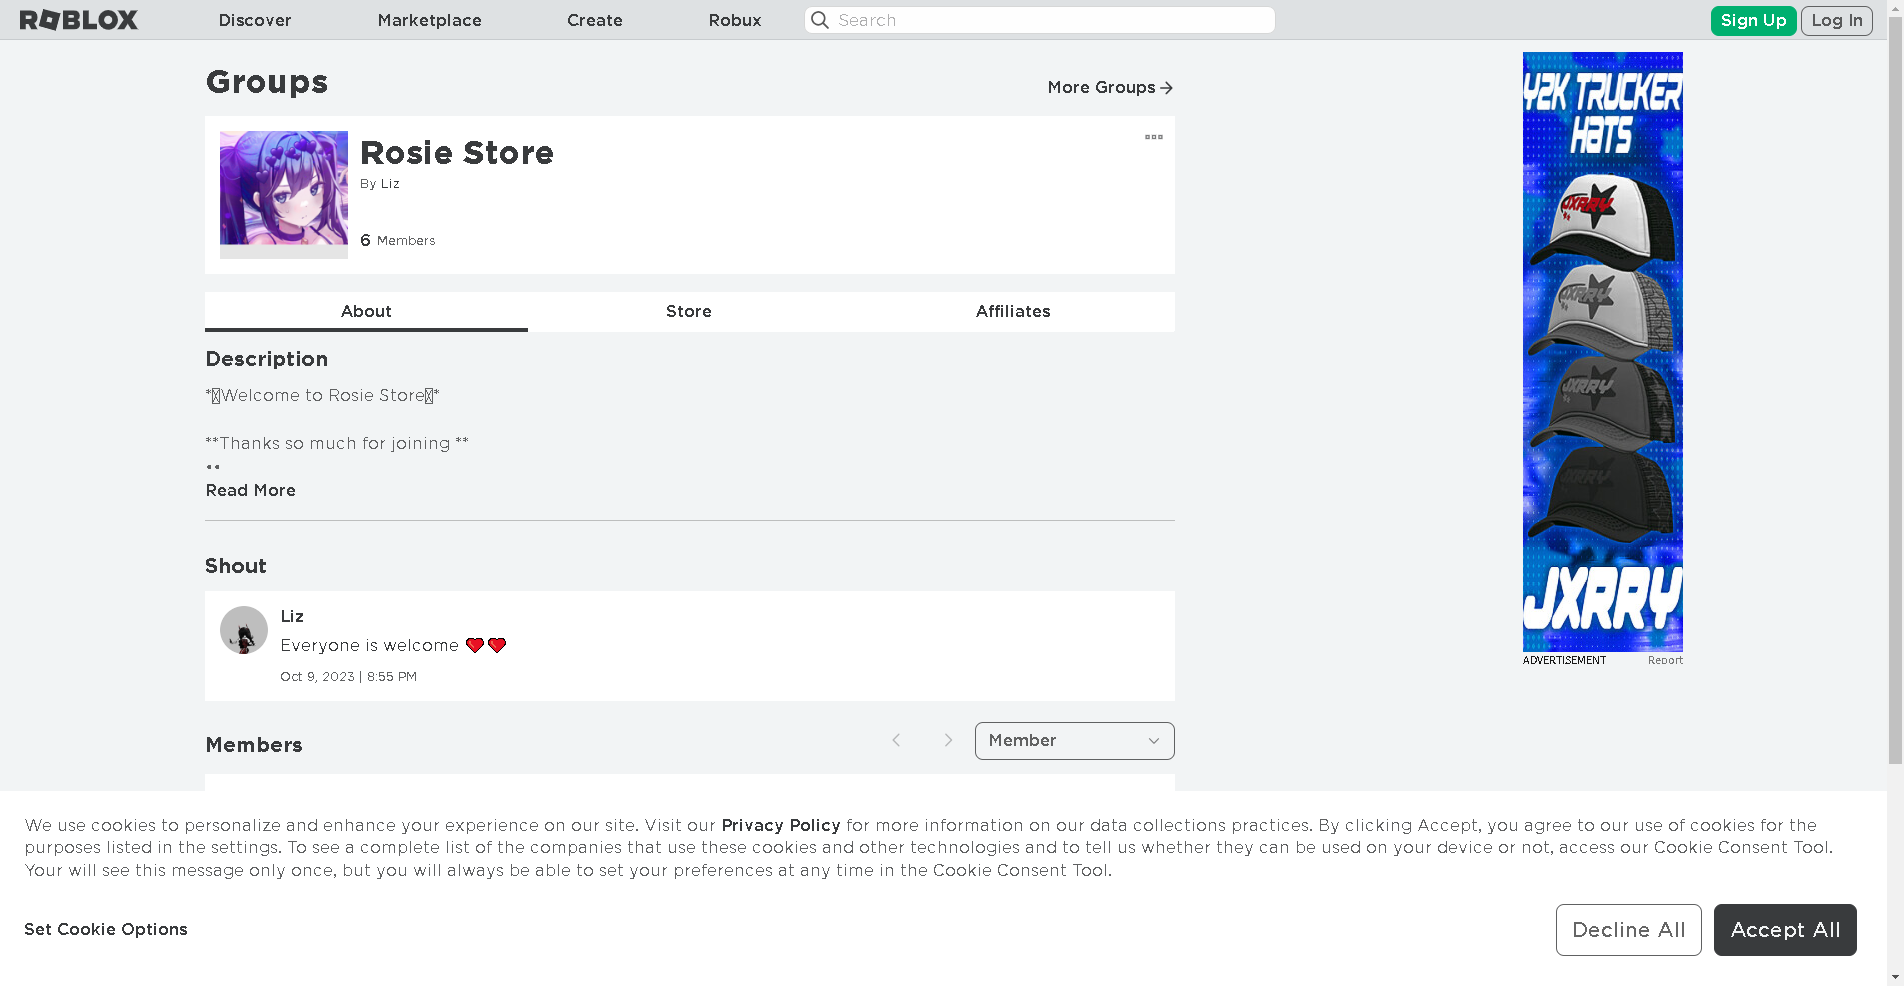 ROBLOX
Discover
Marketplace
Create
Robux
Search
Sign Up
Log In
Groups
More Groups
Rosie Store
By Liz
6 Members
About
Store
Affiliates
Description
*Welcome to Rosie Store*
**Thanks so much for joining **
••
Read More
Shout
Liz
Everyone is welcome ❤❤
Oct 9, 2023 | 8:55 PM
Members
Member
Y2K TRUCKER
HATS
JXRRY
JXRRY
JXRRY
JXRRY
JXRRY
ADVERTISEMENT
Report
We use cookies to personalize and enhance your experience on our site. Visit our Privacy Policy for more information on our data collections practices. By clicking Accept, you agree to our use of cookies for the
purposes listed in the settings. To see a complete list of the companies that use these cookies and other technologies and to tell us whether they can be used on your device or not, access our Cookie Consent Tool.
Your will see this message only once, but you will always be able to set your preferences at any time in the Cookie Consent Tool.
Set Cookie Options
Decline All
Accept All